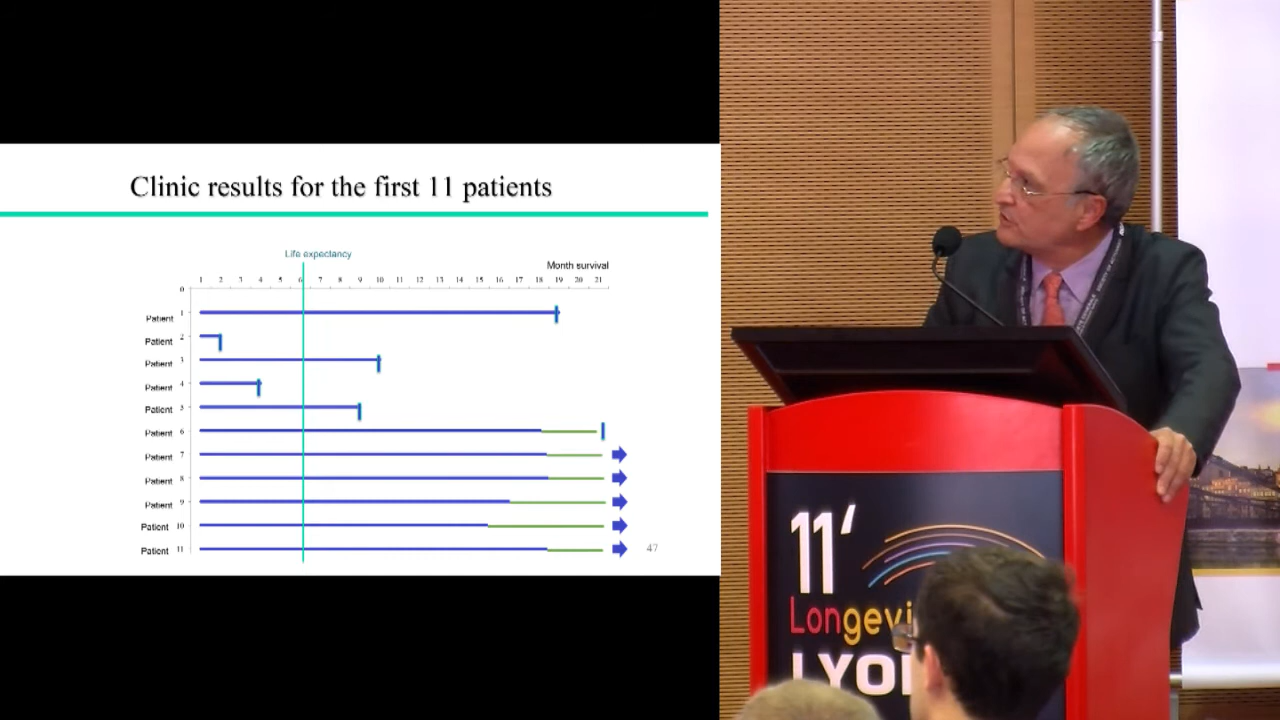 Clinic results for the first 11 patients
Life expectancy
Month survival
1 2 3 4 5 6 7 8 9 10 11 12 13 14 15 16 17 18 19 20 21
0
Patient 1
Patient 2
Patient 3
Patient 4
Patient 5
Patient 6
Patient 7
Patient 8
Patient 9
Patient 10
Patient 11
47
11'
Longevi
LYO